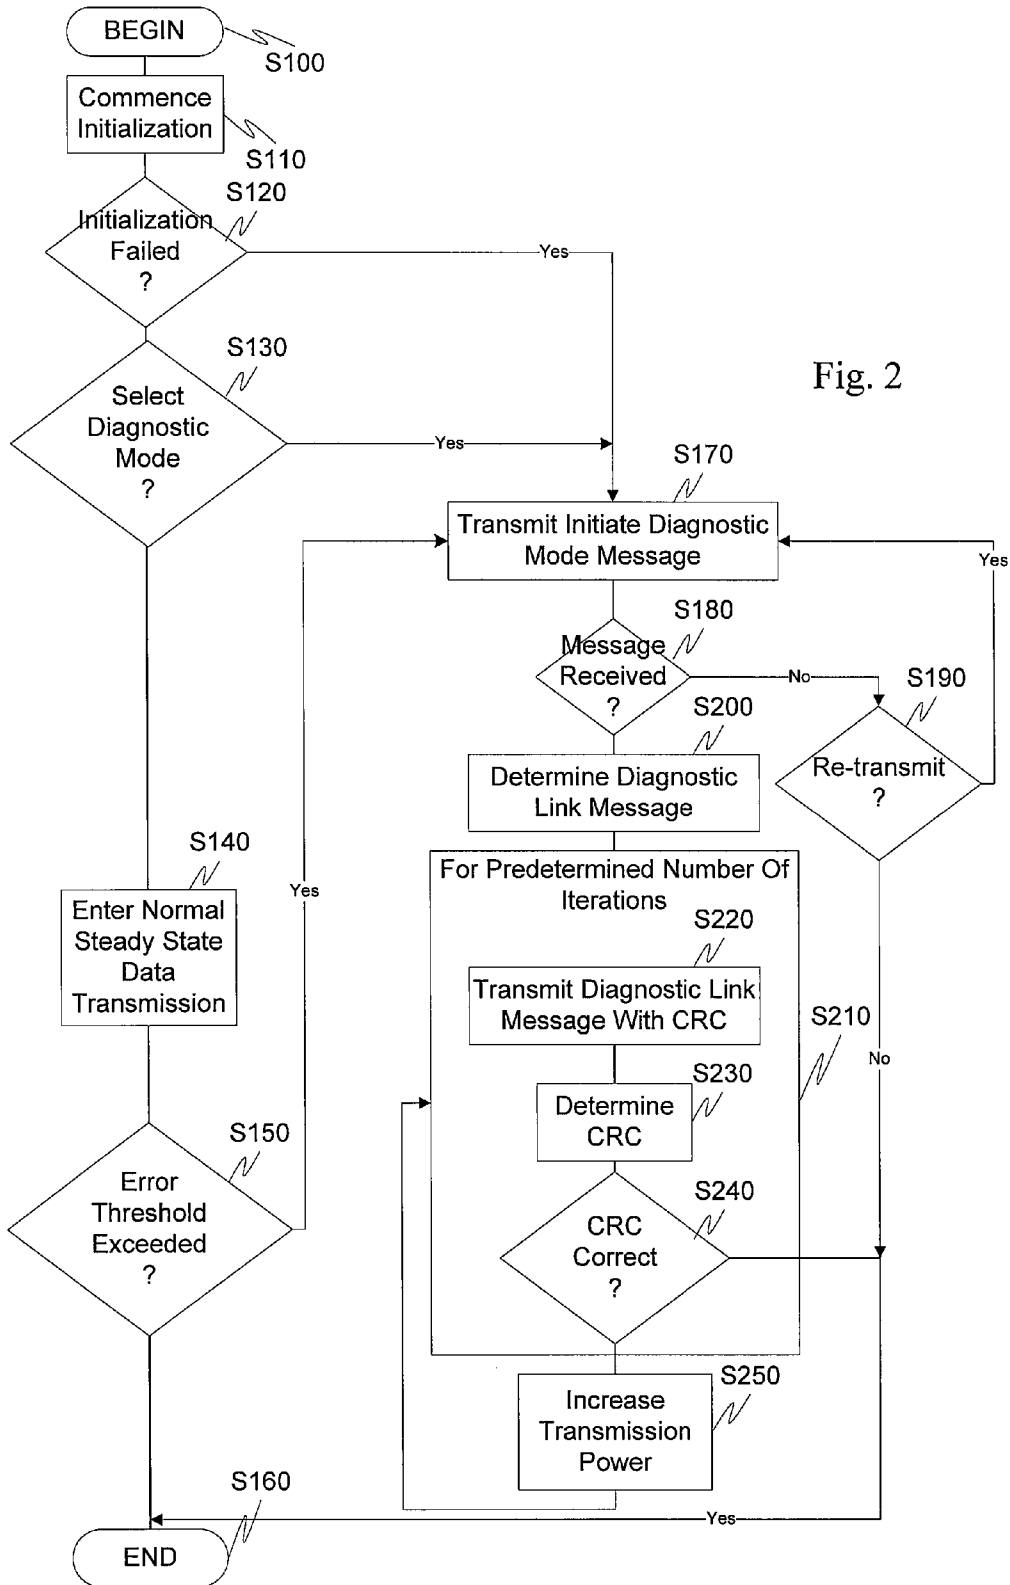 BEGIN
S100
Commence
Initialization
S110
S120
Initialization
Failed
?
Yes
S130
Select
Diagnostic
Mode
?
Yes
Fig. 2
S170
Transmit Initiate Diagnostic
Mode Message
Yes
S180
Message
Received
?
No
S190
Re-transmit
?
S200
Determine Diagnostic
Link Message
S140
Enter Normal
Steady State
Data
Transmission
Yes
For Predetermined Number Of
Iterations
S220
Transmit Diagnostic Link
Message With CRC
S210
No
S230
Determine
CRC
S150
Error
Threshold
Exceeded
?
S240
CRC
Correct
?
S250
Increase
Transmission
Power
S160
Yes
END